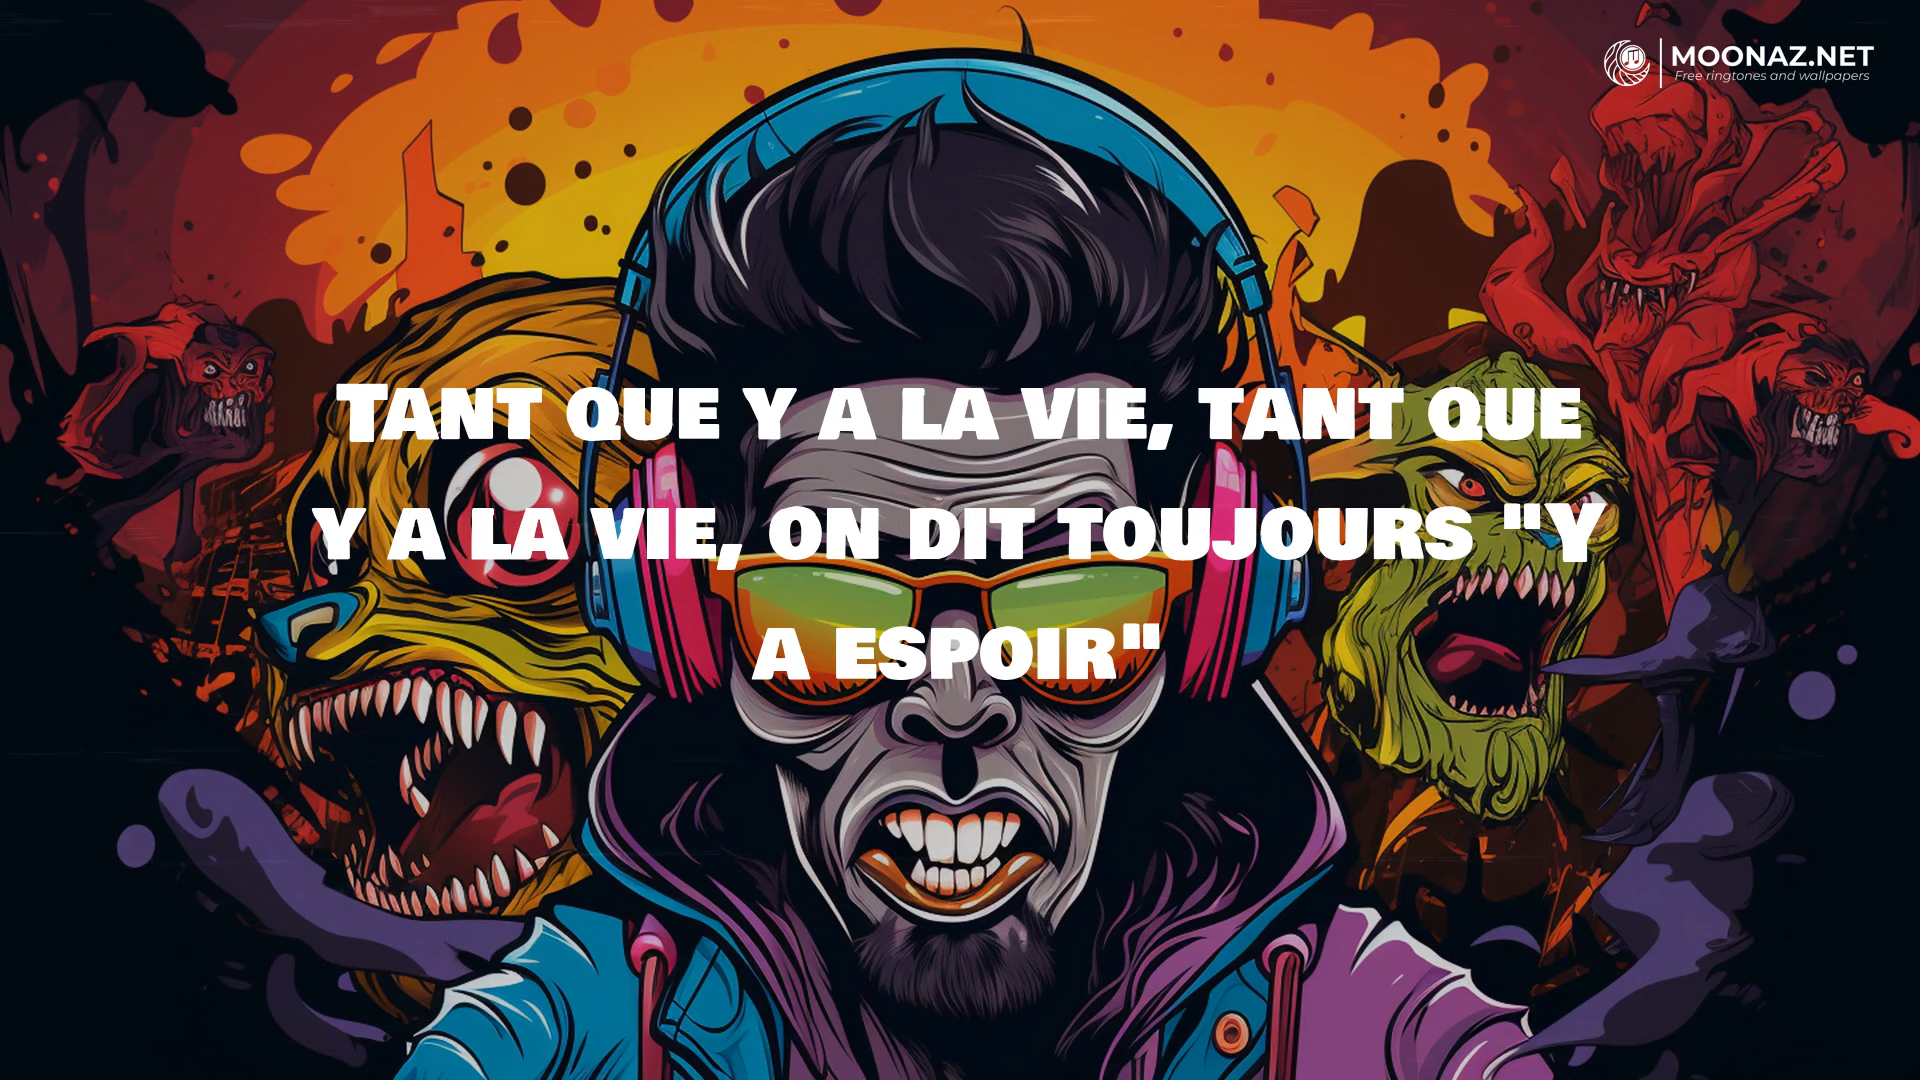 MOONAZ.NET
Free ringtones and wallpapers
Tant que y a la vie, tant que
y a la vie, on dit toujours "Y
a espoir"